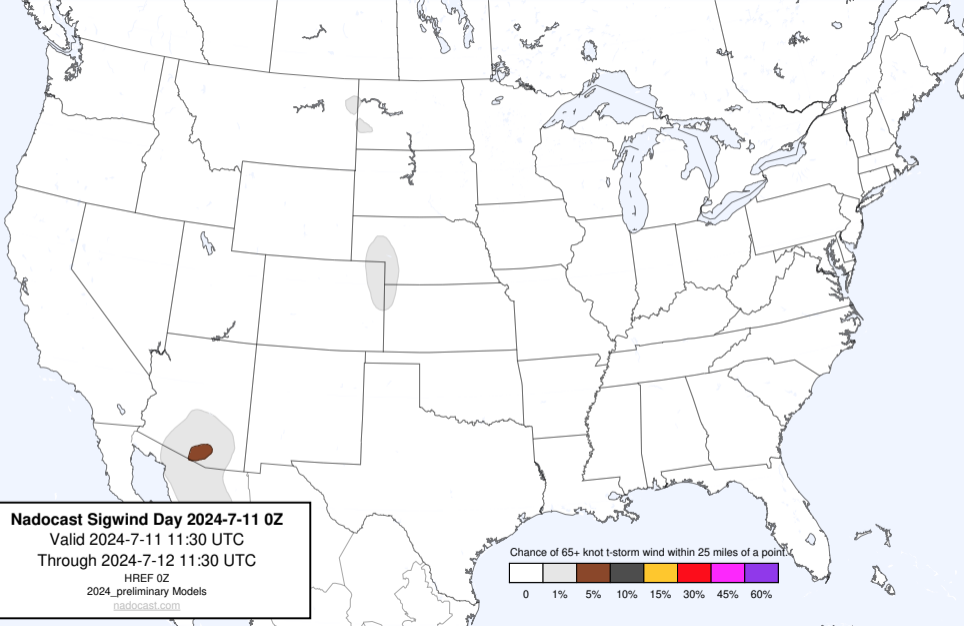 Nadocast Sigwind Day 2024-7-11 0Z
Valid 2024-7-11 11:30 UTC
Through 2024-7-12 11:30 UTC
HREF 0Z
2024_preliminary Models
nadocast.com
Chance of 65+ knot t-storm wind within 25 miles of a point.
0 1% 5% 10% 15% 30% 45% 60%